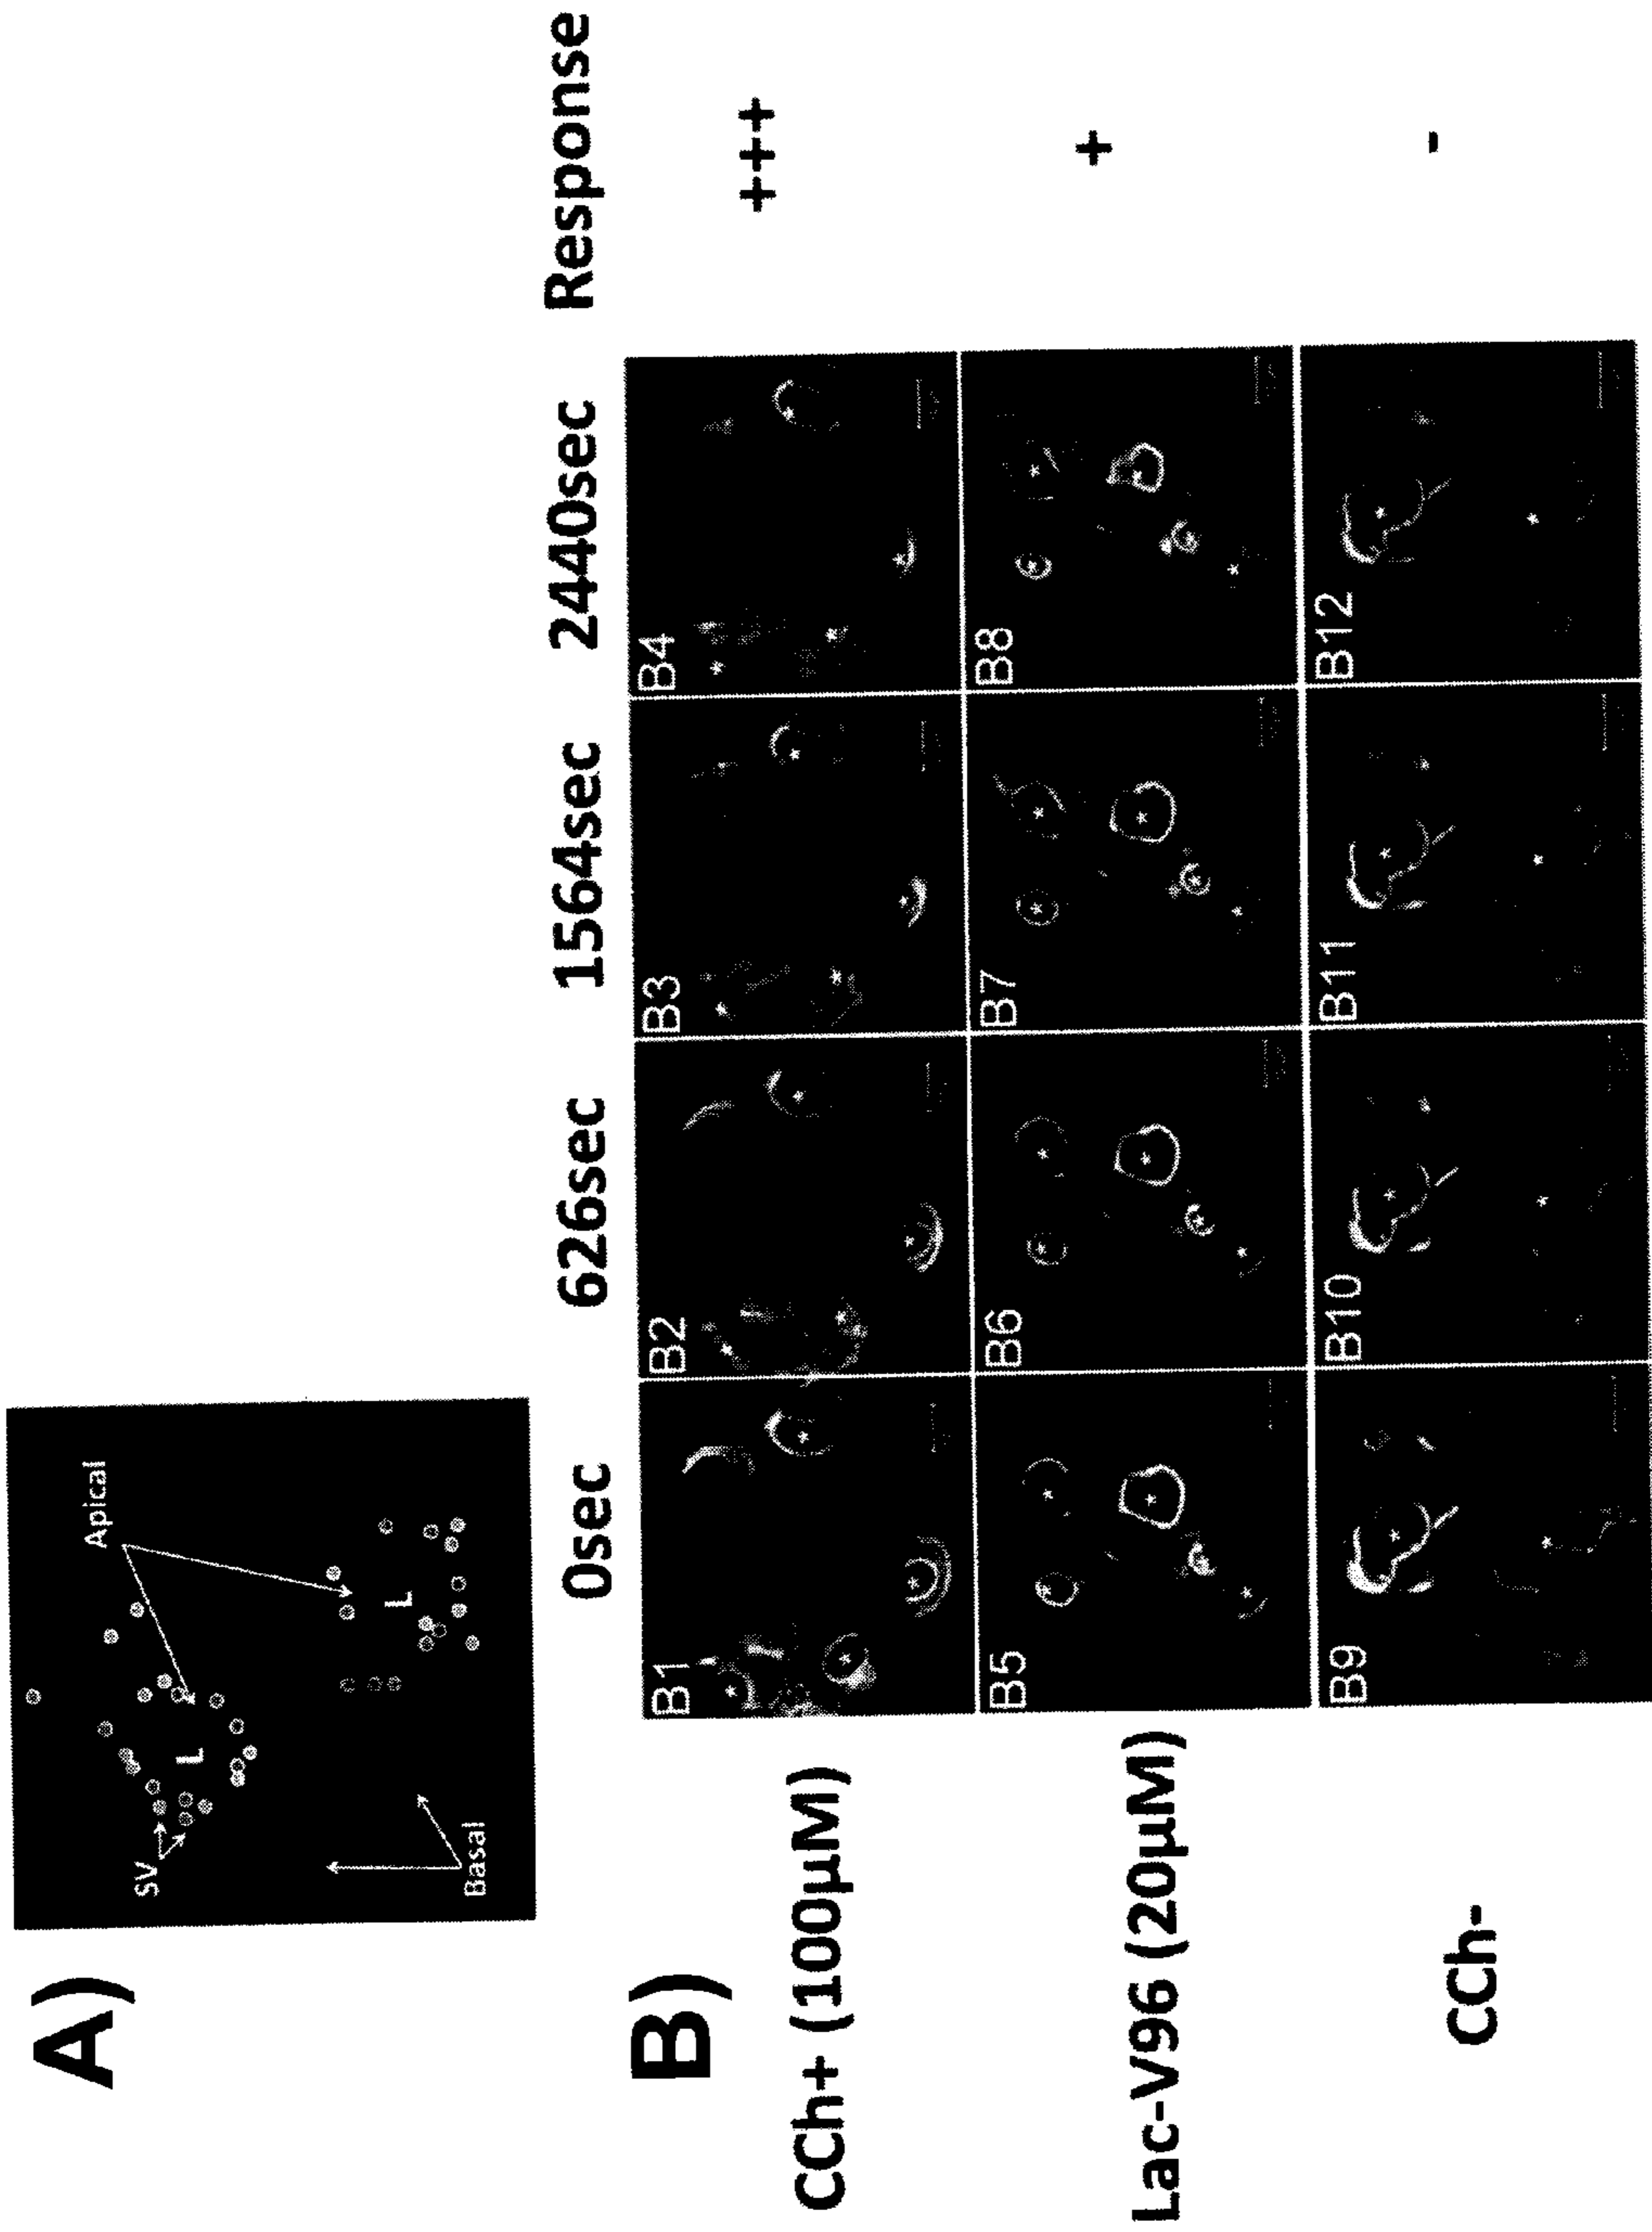 A)
SV
Basal
L
L
Apical
B)
0sec 626sec 1564sec 2440sec Response
CCh+ (100µM)
B1 B2 B3 B4
+++
Lac-V96 (20µM)
B5 B6 B7 B8
+
CCh-
B9 B10 B11 B12
-